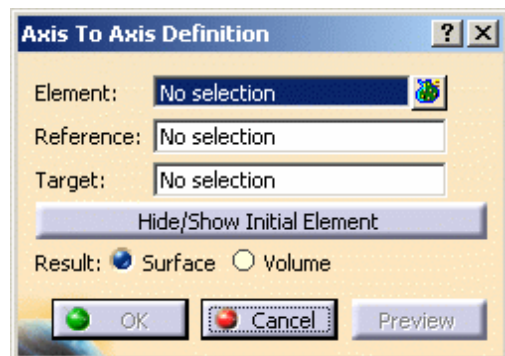 Axis To Axis Definition ? X
Element: No selection
Reference: No selection
Target: No selection
Hide/Show Initial Element
Result: Surface Volume
OK Cancel Preview